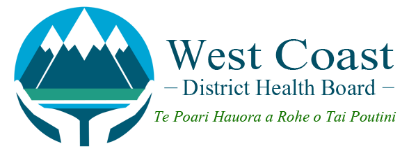 West Coast
– District Health Board –
Te Poari Hauora a Rohe o Tai Poutini